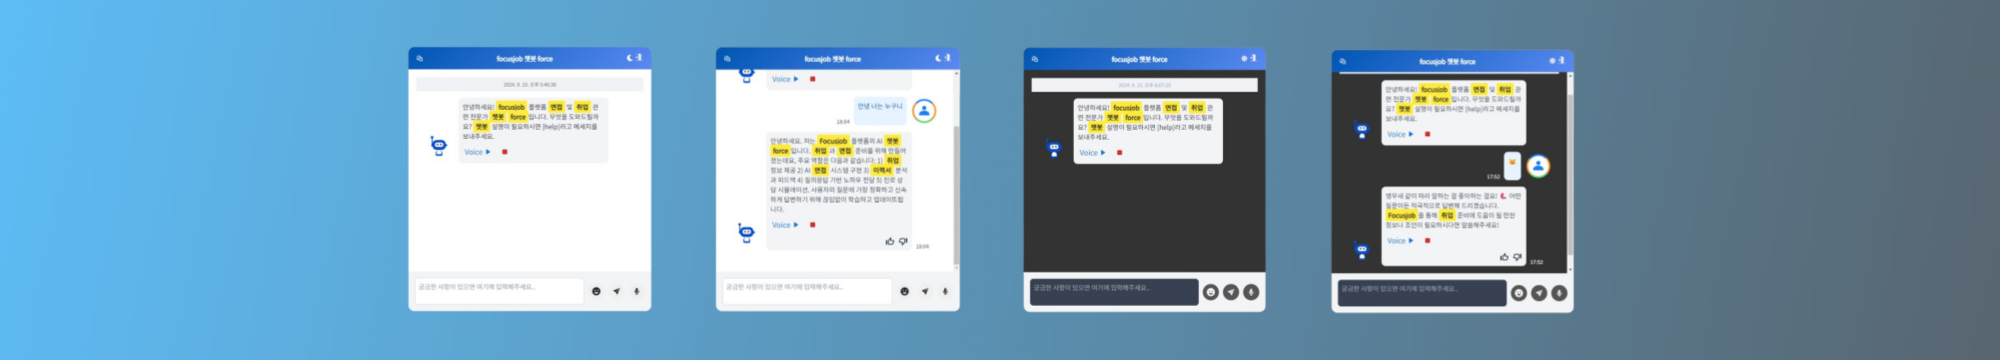 focusjob 챗봇 force
2024. 5. 23. 오후 5:46:38
안녕하세요! focusjob 플랫폼 면접 및 취업 관
련 전문가 챗봇 force 입니다. 무엇을 도와드릴까
요? 챗봇 설명이 필요하시면 [help]라고 메세지를
보내주세요.
Voice
궁금한 사항이 있으면 여기에 입력해주세요..
focusjob 챗봇 force
Voice
안녕 너는 누구니
18:04
안녕하세요, 저는 Focusjob 플랫폼의 AI 챗봇
force 입니다. 취업 과 면접 준비를 위해 만들어
졌는데요, 주요 역할은 다음과 같습니다: 1) 취업
정보 제공 2) AI 면접 시스템 구현 3) 이력서 분석
과 피드백 4) 질의응답 기반 노하우 전달 5) 진로 상
담 시뮬레이션. 사용자의 질문에 가장 정확하고 신속
하게 답변하기 위해 끊임없이 학습하고 업데이트됩
니다.
Voice
18:04
궁금한 사항이 있으면 여기에 입력해주세요..
focusjob 챗봇 force
안녕하세요! focusjob 플랫폼 면접 및 취업 관
련 전문가 챗봇 force 입니다. 무엇을 도와드릴까
요? 챗봇 설명이 필요하시면 [help]라고 메세지를
보내주세요.
Voice
궁금한 사항이 있으면 여기에 입력해주세요..
focusjob 챗봇 force
안녕하세요! focusjob 플랫폼 면접 및 취업 관
련 전문가 챗봇 force 입니다. 무엇을 도와드릴까
요? 챗봇 설명이 필요하시면 [help]라고 메세지를
보내주세요.
Voice
17:52
앵무새 같이 따라 말하는 걸 좋아하는 걸요! 어떤
질문이든 적극적으로 답변해 드리겠습니다.
Focusjob 을 통해 취업 준비에 도움이 될 만한
정보나 조언이 필요하시다면 말씀해주세요!
Voice
17:52
궁금한 사항이 있으면 여기에 입력해주세요..